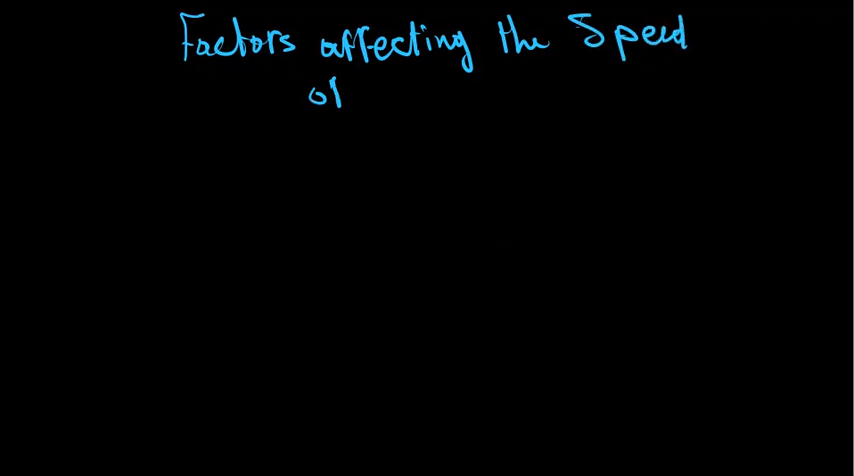 Factors affecting the Speed
of